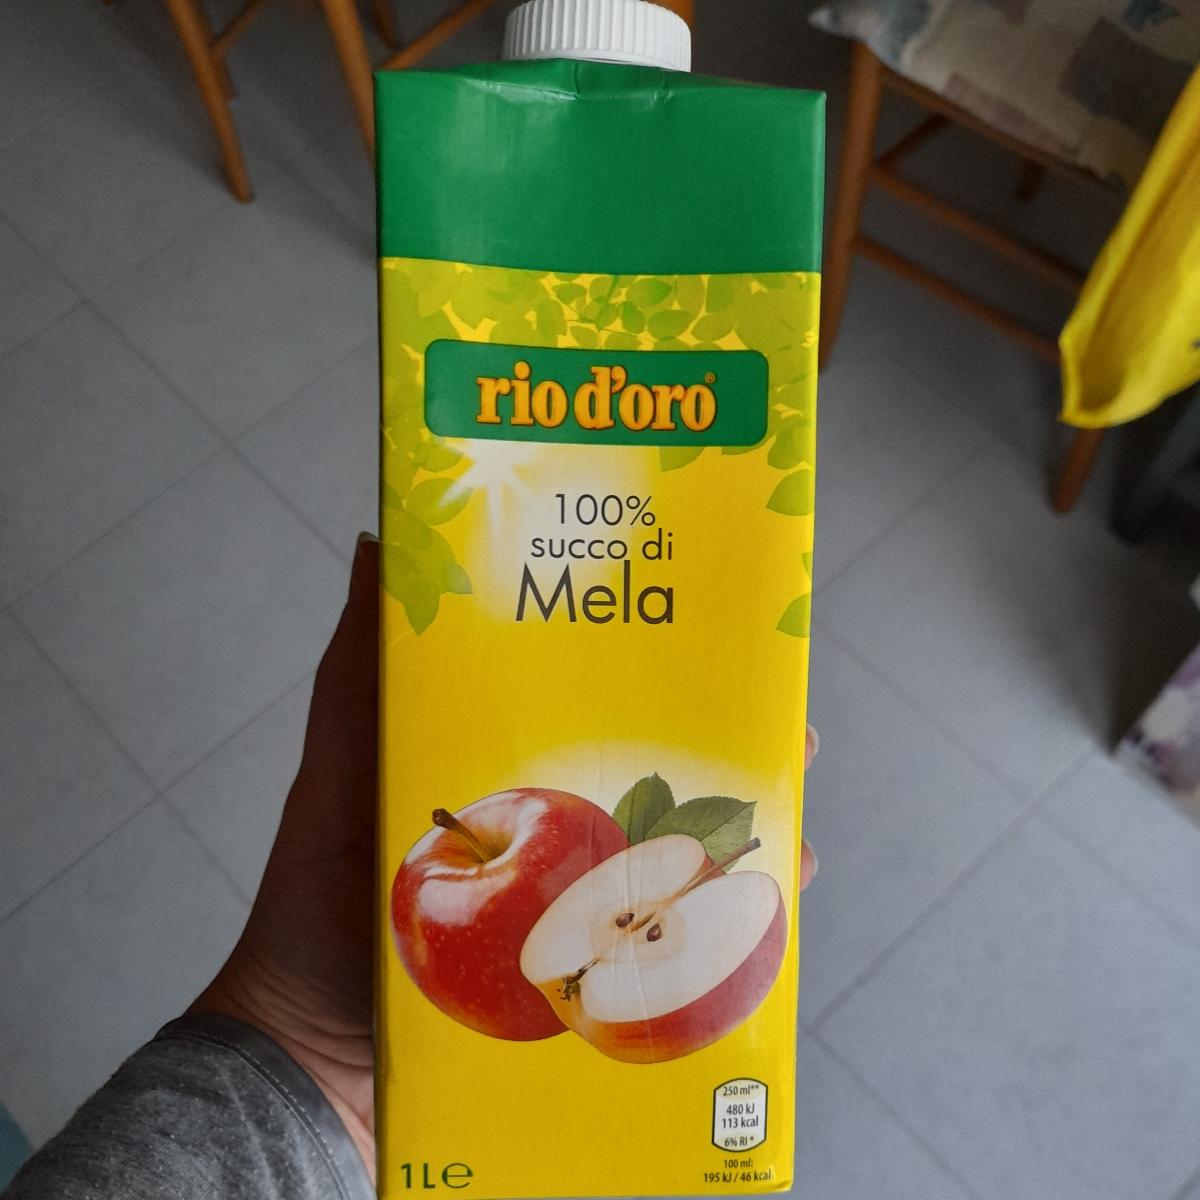 rio d'oro®
100%
succo di
Mela
250 ml**
480 kJ
113 kcal
6% RI*
100 ml:
195 kJ / 46 kcal
1 L e